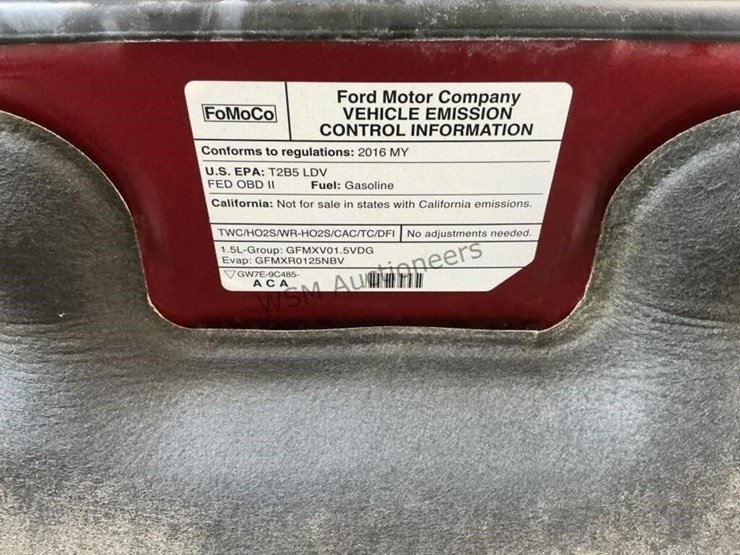 FoMoCo
Ford Motor Company
VEHICLE EMISSION
CONTROL INFORMATION
Conforms to regulations: 2016 MY
U.S. EPA: T2B5 LDV
FED OBD II Fuel: Gasoline
California: Not for sale in states with California emissions.
TWC/HO2S/WR-HO2S/CAC/TC/DFI No adjustments needed.
1.5L-Group: GFMXV01.5VDG
Evap: GFMXR0125NBV
GW7E-9C485-
A C A
WSM Auctioneers